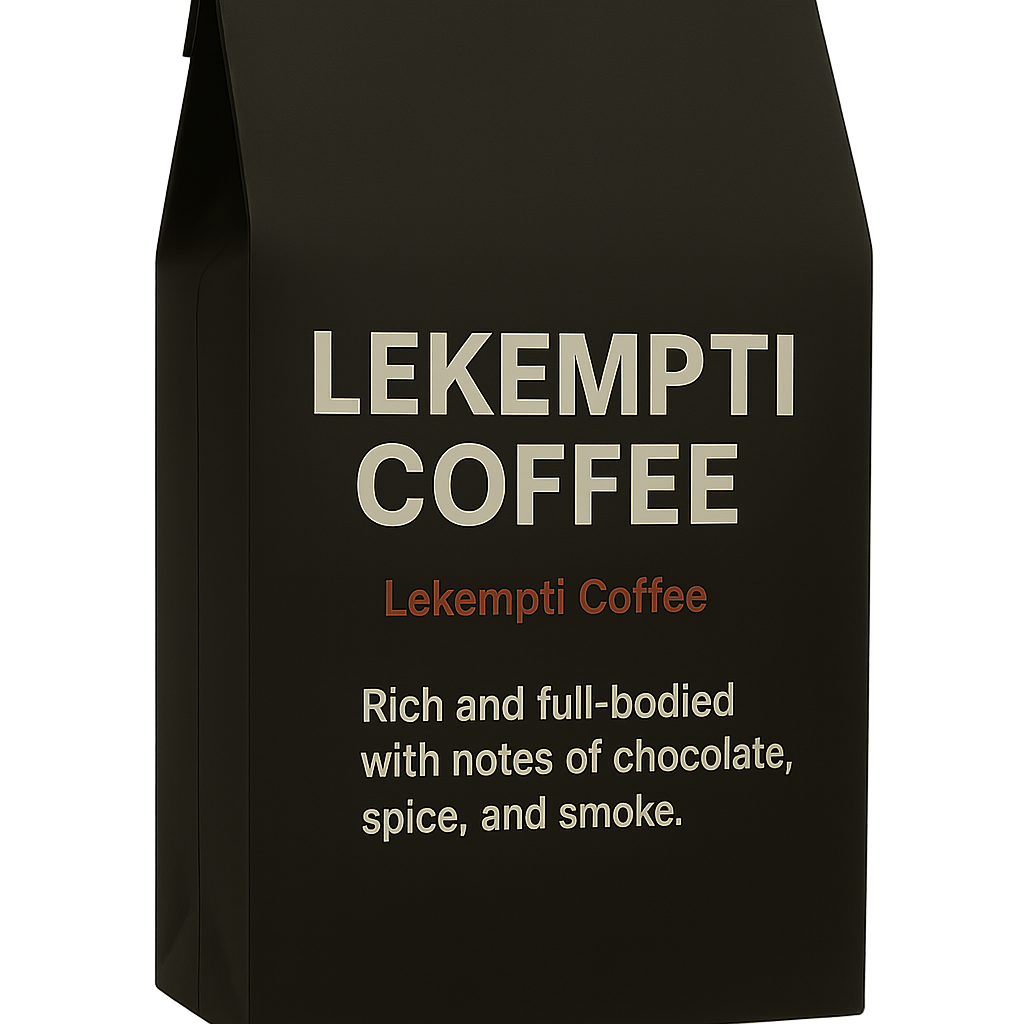 LEKEMPTI
COFFEE
Lekempti Coffee
Rich and full-bodied
with notes of chocolate,
spice, and smoke.